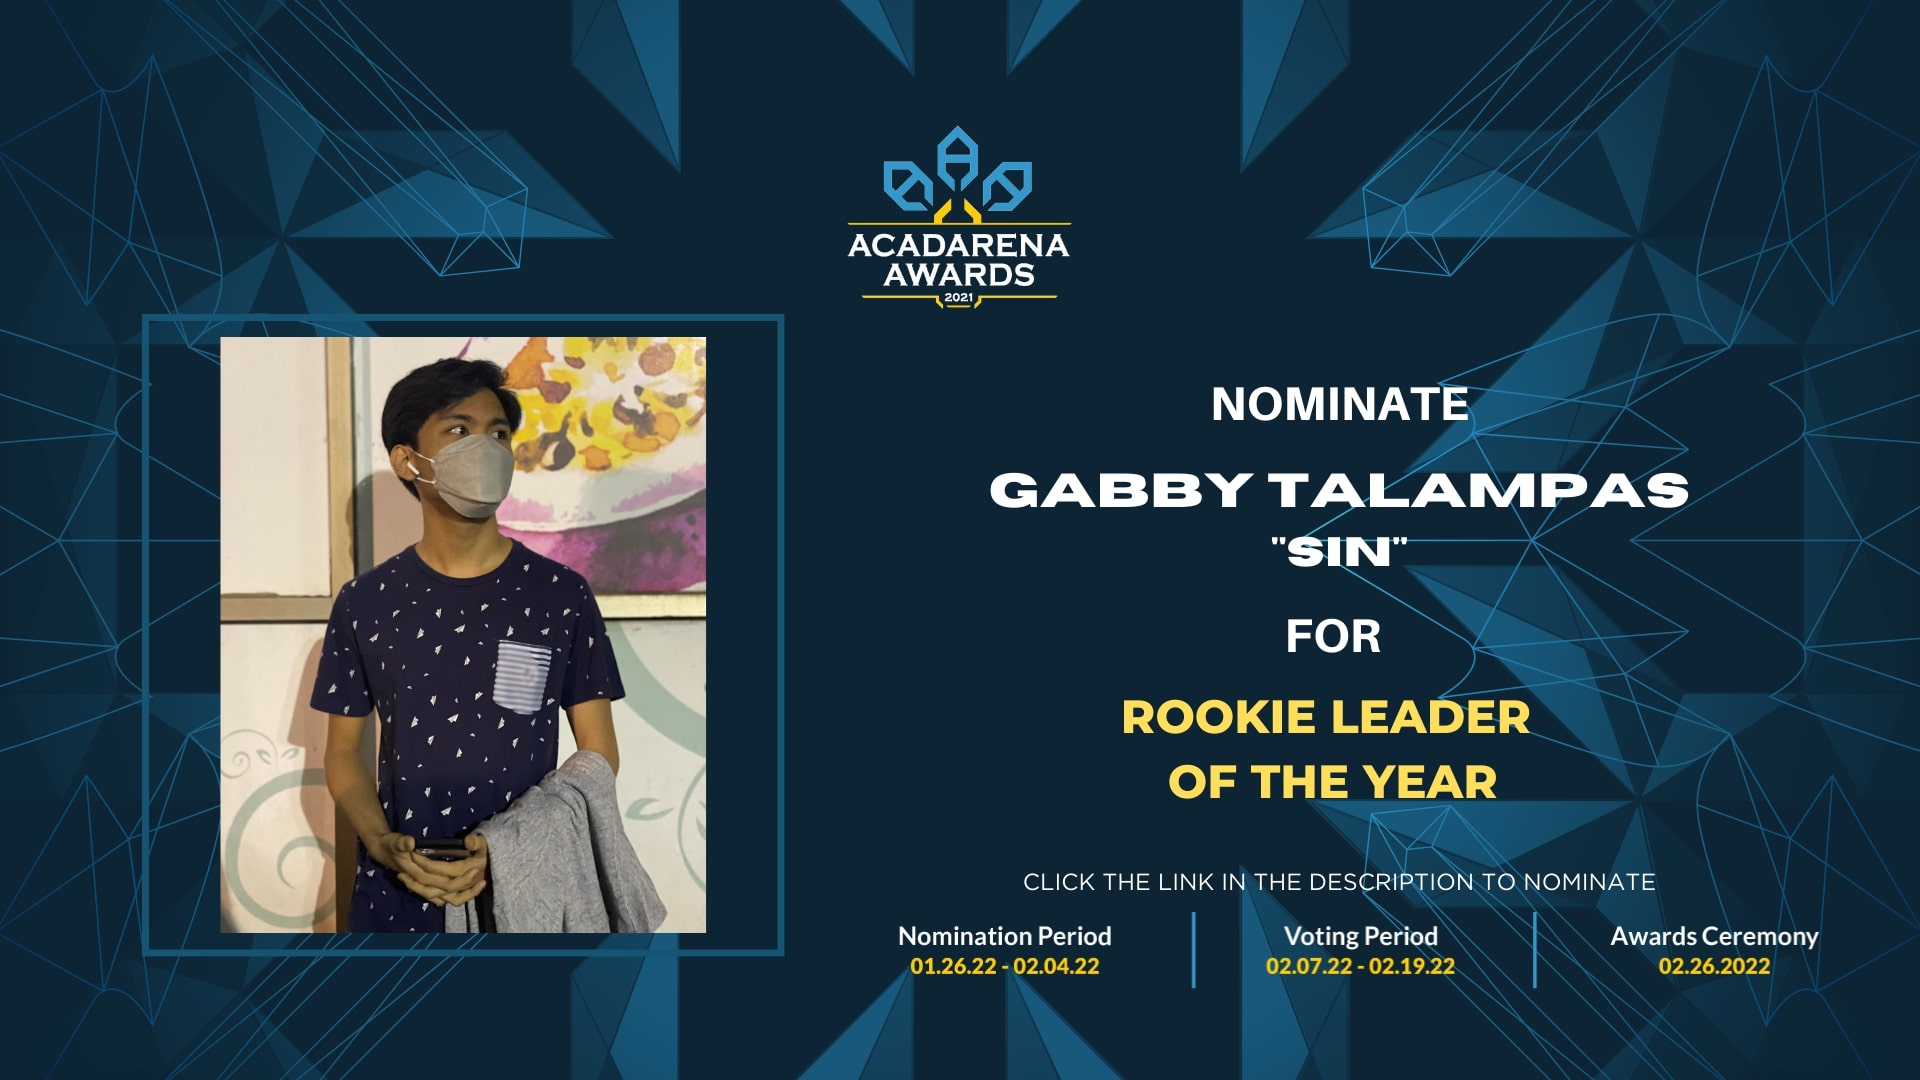 ACADARENA
AWARDS
2021
NOMINATE
GABBY TALAMPAS
"SIN"
FOR
ROOKIE LEADER
OF THE YEAR
CLICK THE LINK IN THE DESCRIPTION TO NOMINATE
Nomination Period
01.26.22 - 02.04.22
Voting Period
02.07.22 - 02.19.22
Awards Ceremony
02.26.2022